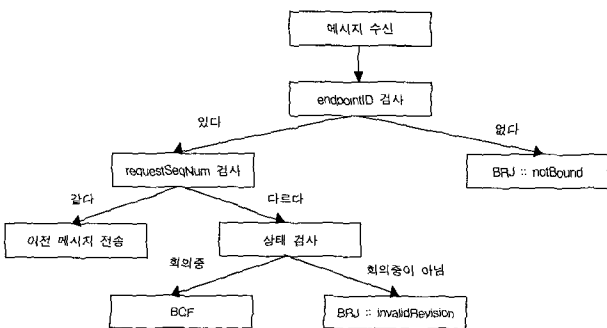 메시지 수신
endpointID 검사
있다
없다
requestSeqNum 검사
BRJ :: notBound
같다
다르다
이전 메시지 전송
상태 검사
회의중
회의중이 아님
BCF
BRJ :: invalidRevision